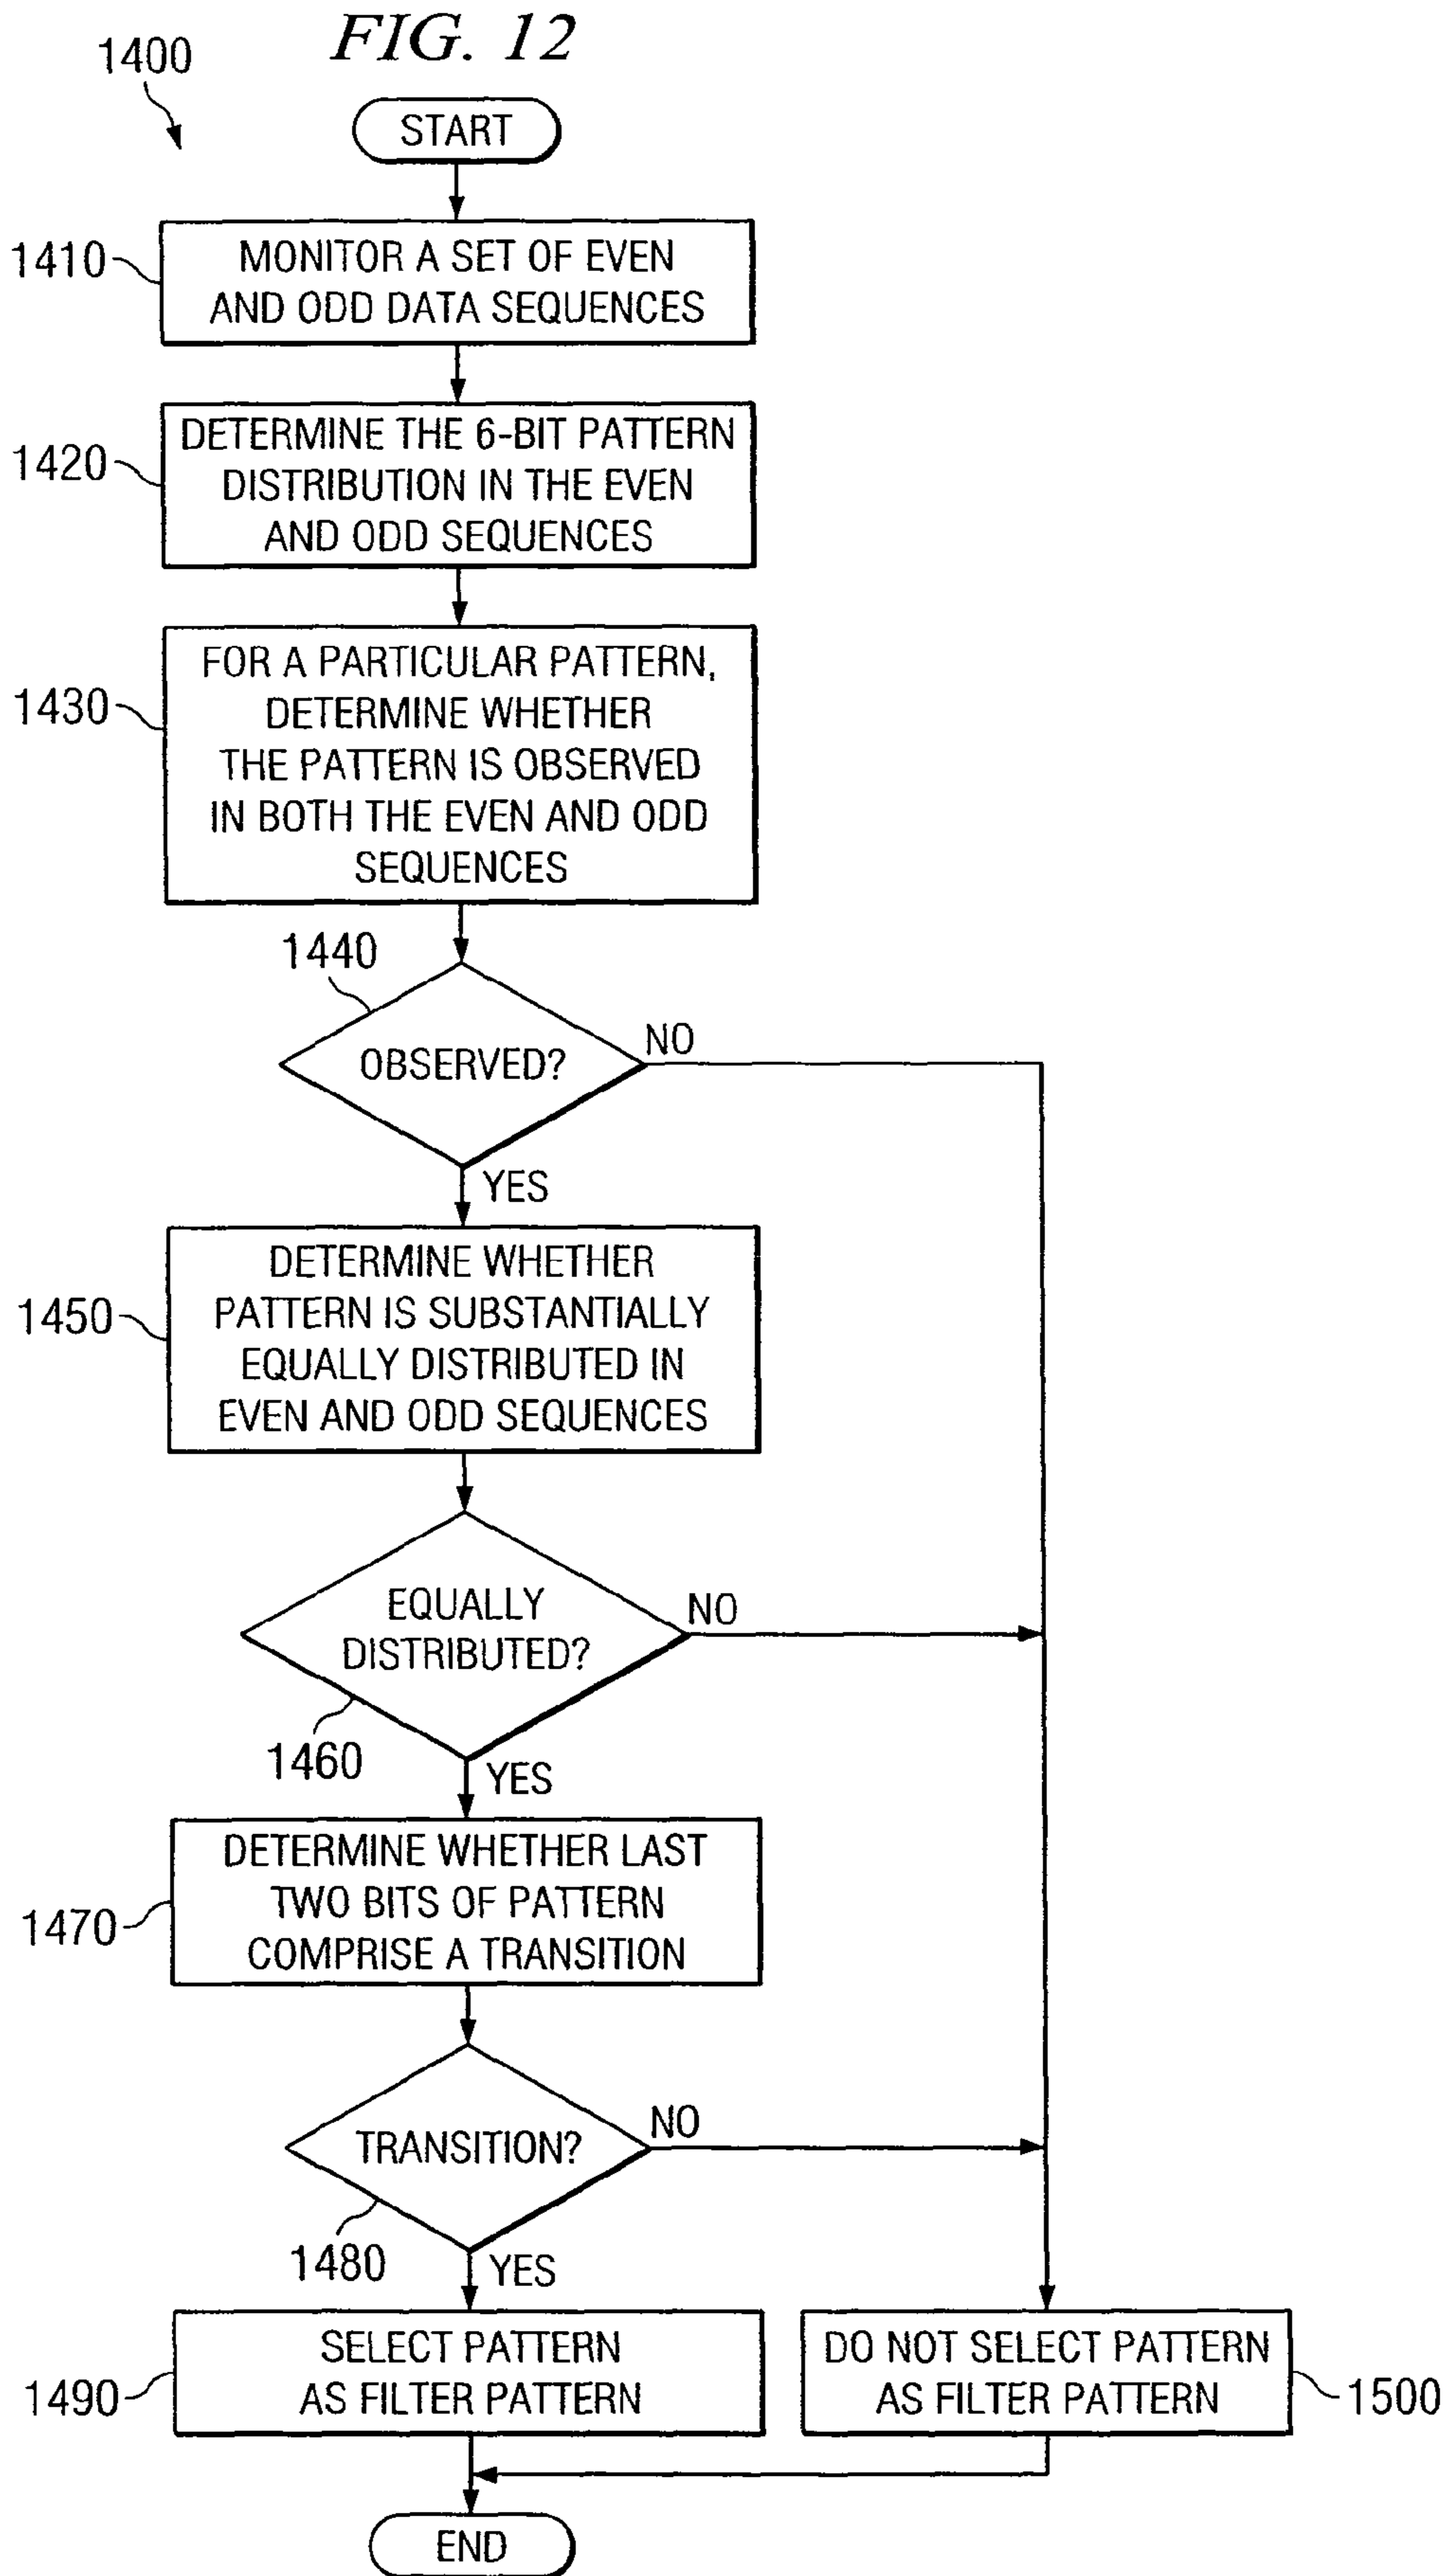 FIG. 12
1400
START
1410
MONITOR A SET OF EVEN
AND ODD DATA SEQUENCES
1420
DETERMINE THE 6-BIT PATTERN
DISTRIBUTION IN THE EVEN
AND ODD SEQUENCES
1430
FOR A PARTICULAR PATTERN,
DETERMINE WHETHER
THE PATTERN IS OBSERVED
IN BOTH THE EVEN AND ODD
SEQUENCES
1440
OBSERVED?
NO
YES
1450
DETERMINE WHETHER
PATTERN IS SUBSTANTIALLY
EQUALLY DISTRIBUTED IN
EVEN AND ODD SEQUENCES
EQUALLY
DISTRIBUTED?
NO
1460
YES
1470
DETERMINE WHETHER LAST
TWO BITS OF PATTERN
COMPRISE A TRANSITION
TRANSITION?
NO
1480
YES
1490
SELECT PATTERN
AS FILTER PATTERN
DO NOT SELECT PATTERN
AS FILTER PATTERN
1500
END